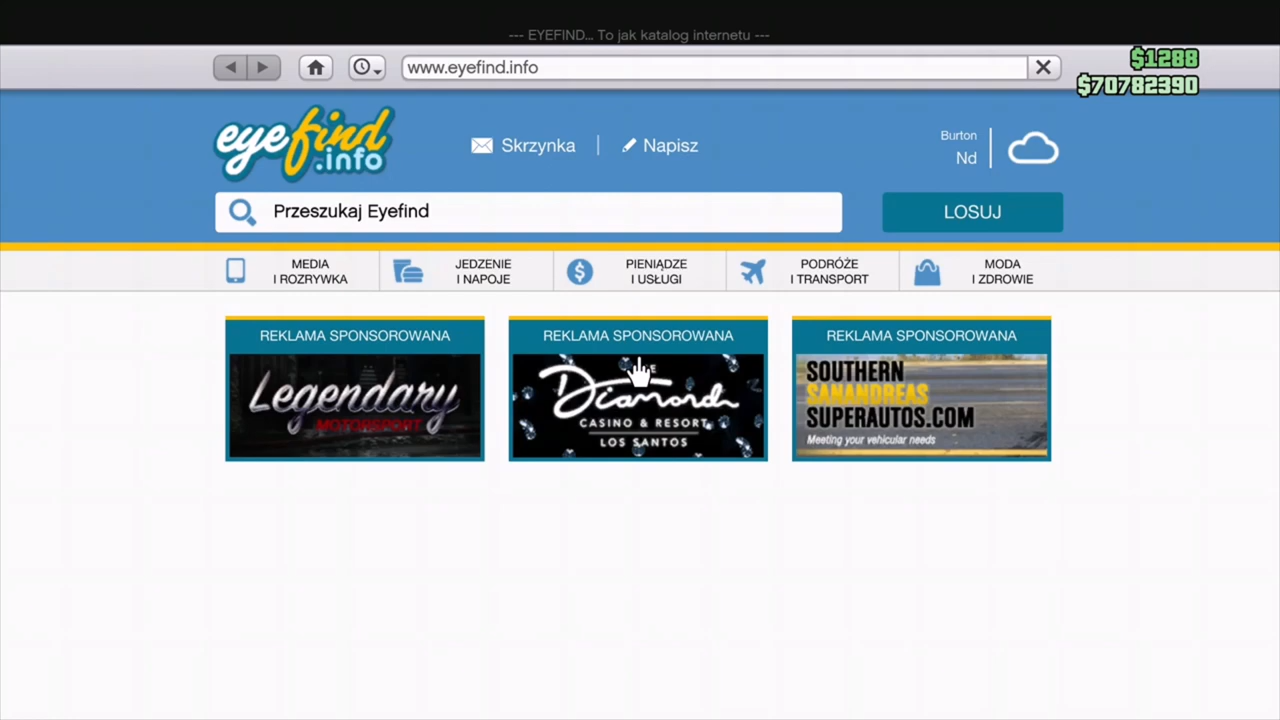 --- EYEFIND... To jak katalog internetu ---
www.eyefind.info
$1288
$70782390
eyefind
.info
Skrzynka
Napisz
Burton
Nd
Przeszukaj Eyefind
LOSUJ
MEDIA
I ROZRYWKA
JEDZENIE
I NAPOJE
PIENIĄDZE
I USŁUGI
PODRÓŻE
I TRANSPORT
MODA
I ZDROWIE
REKLAMA SPONSOROWANA
Legendary
MOTORSPORT
REKLAMA SPONSOROWANA
Diamond
CASINO & RESORT
LOS SANTOS
REKLAMA SPONSOROWANA
SOUTHERN
SANANDREAS
SUPERAUTOS.COM
Meeting your vehicular needs